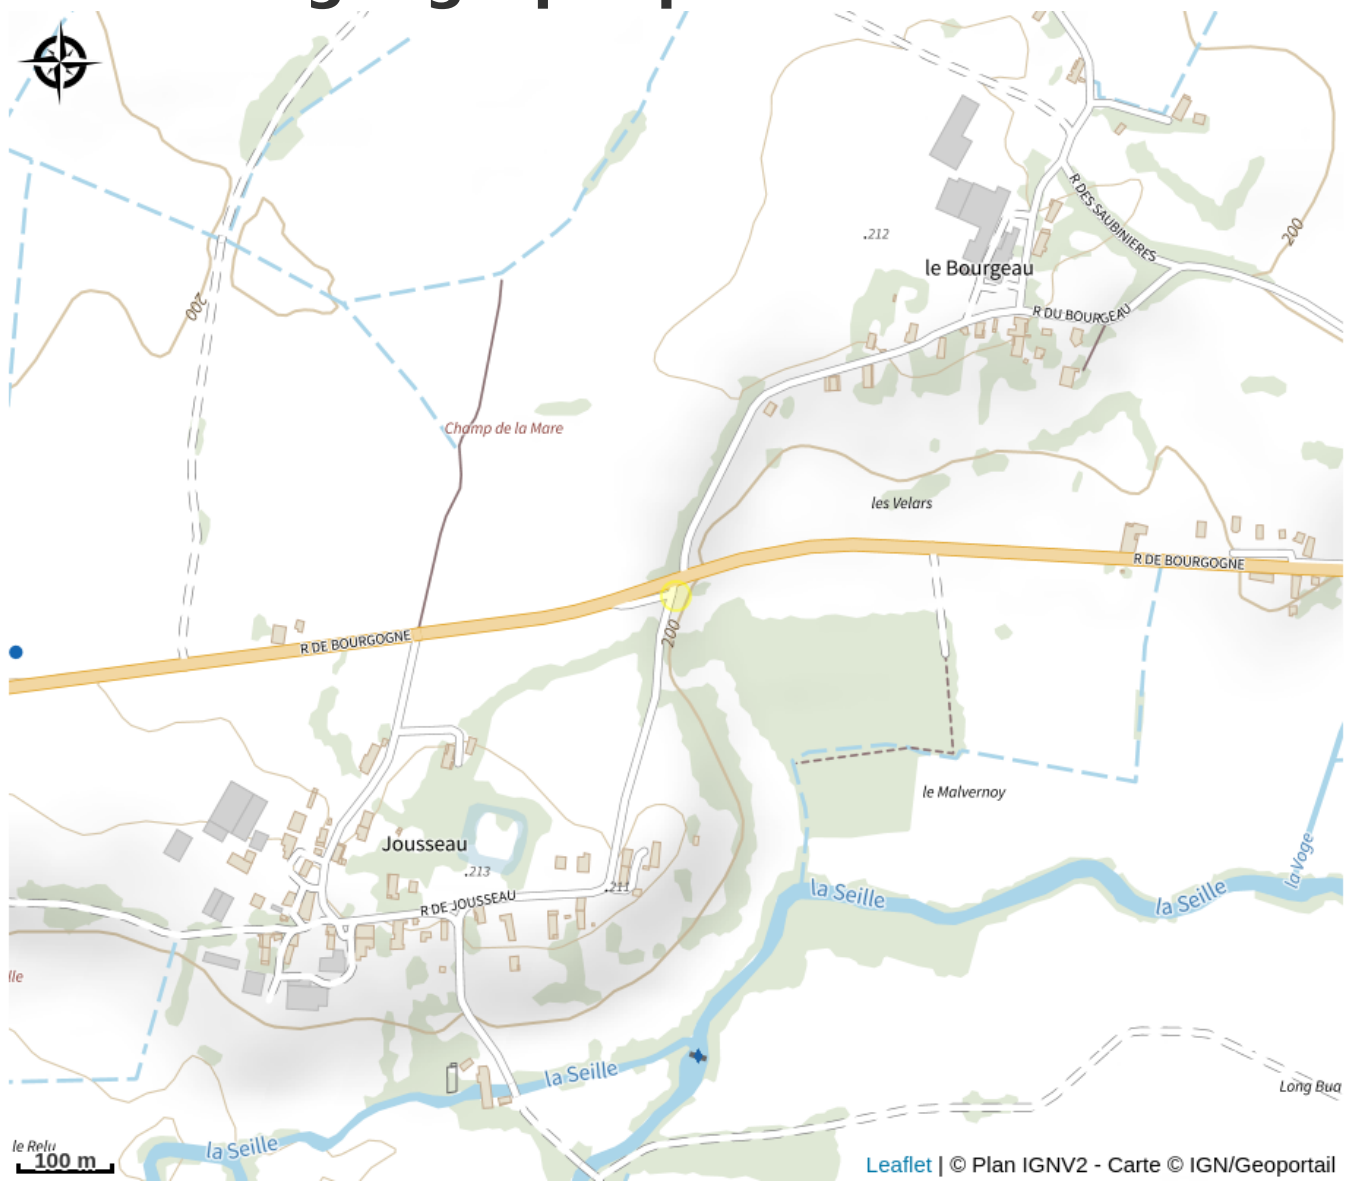 R DES SAUBINIERES
200
.212
le Bourgeau
200
R DU BOURGEAU
Champ de la Mare
les Velars
R DE BOURGOGNE
R DE BOURGOGNE
200
le Malvernoy
Jousseau
.213
.211
la Seille
la Seille
la Voge
R DE JOUSSEAU
lle
la Seille
Long Bua
la Seille
le Relu
100 m
Leaflet | © Plan IGNV2 - Carte © IGN/Geoportail